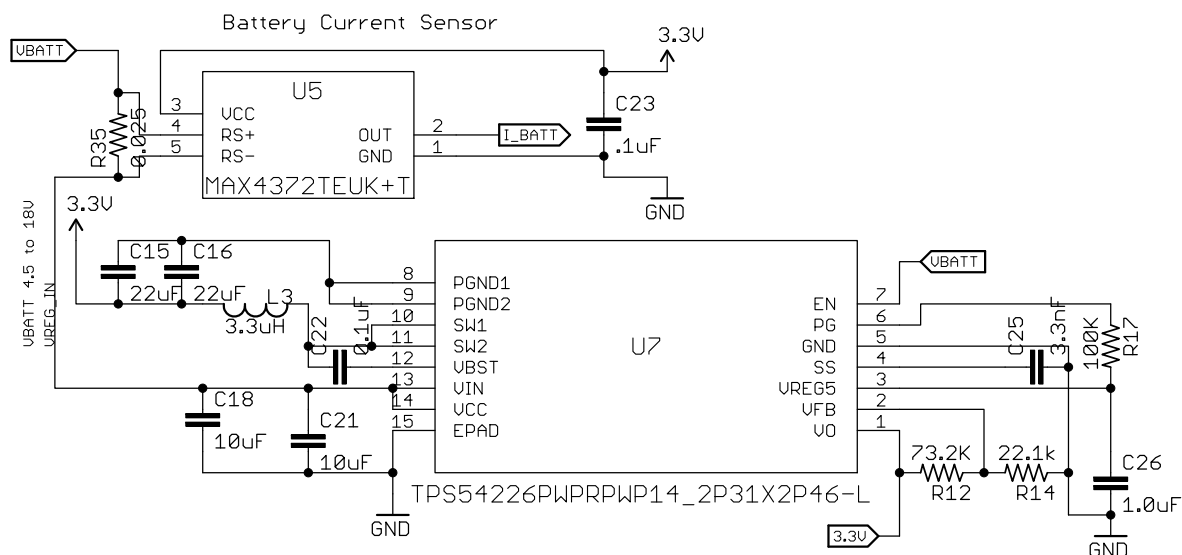 Battery Current Sensor
VBATT
3.3V
U5
C23
.1uF
R35
0.025
3 VCC
4 RS+
5 RS-
OUT 2
GND 1
I_BATT
MAX4372TEUK+T
GND
VBATT 4.5 to 18V
VREG_IN
3.3V
C15
C16
22uF
22uF
L3
3.3uH
C22
0.1uF
8 PGND1
9 PGND2
10 SW1
11 SW2
12 VBST
13 VIN
14 VCC
15 EPAD
U7
EN 7
PG 6
GND 5
SS 4
VREG5 3
VFB 2
VO 1
VBATT
C25
3.3nF
100K
R17
C18
10uF
C21
10uF
73.2K
R12
22.1k
R14
C26
1.0uF
TPS54226PWPRPWP14_2P31X2P46-L
GND
3.3V
GND